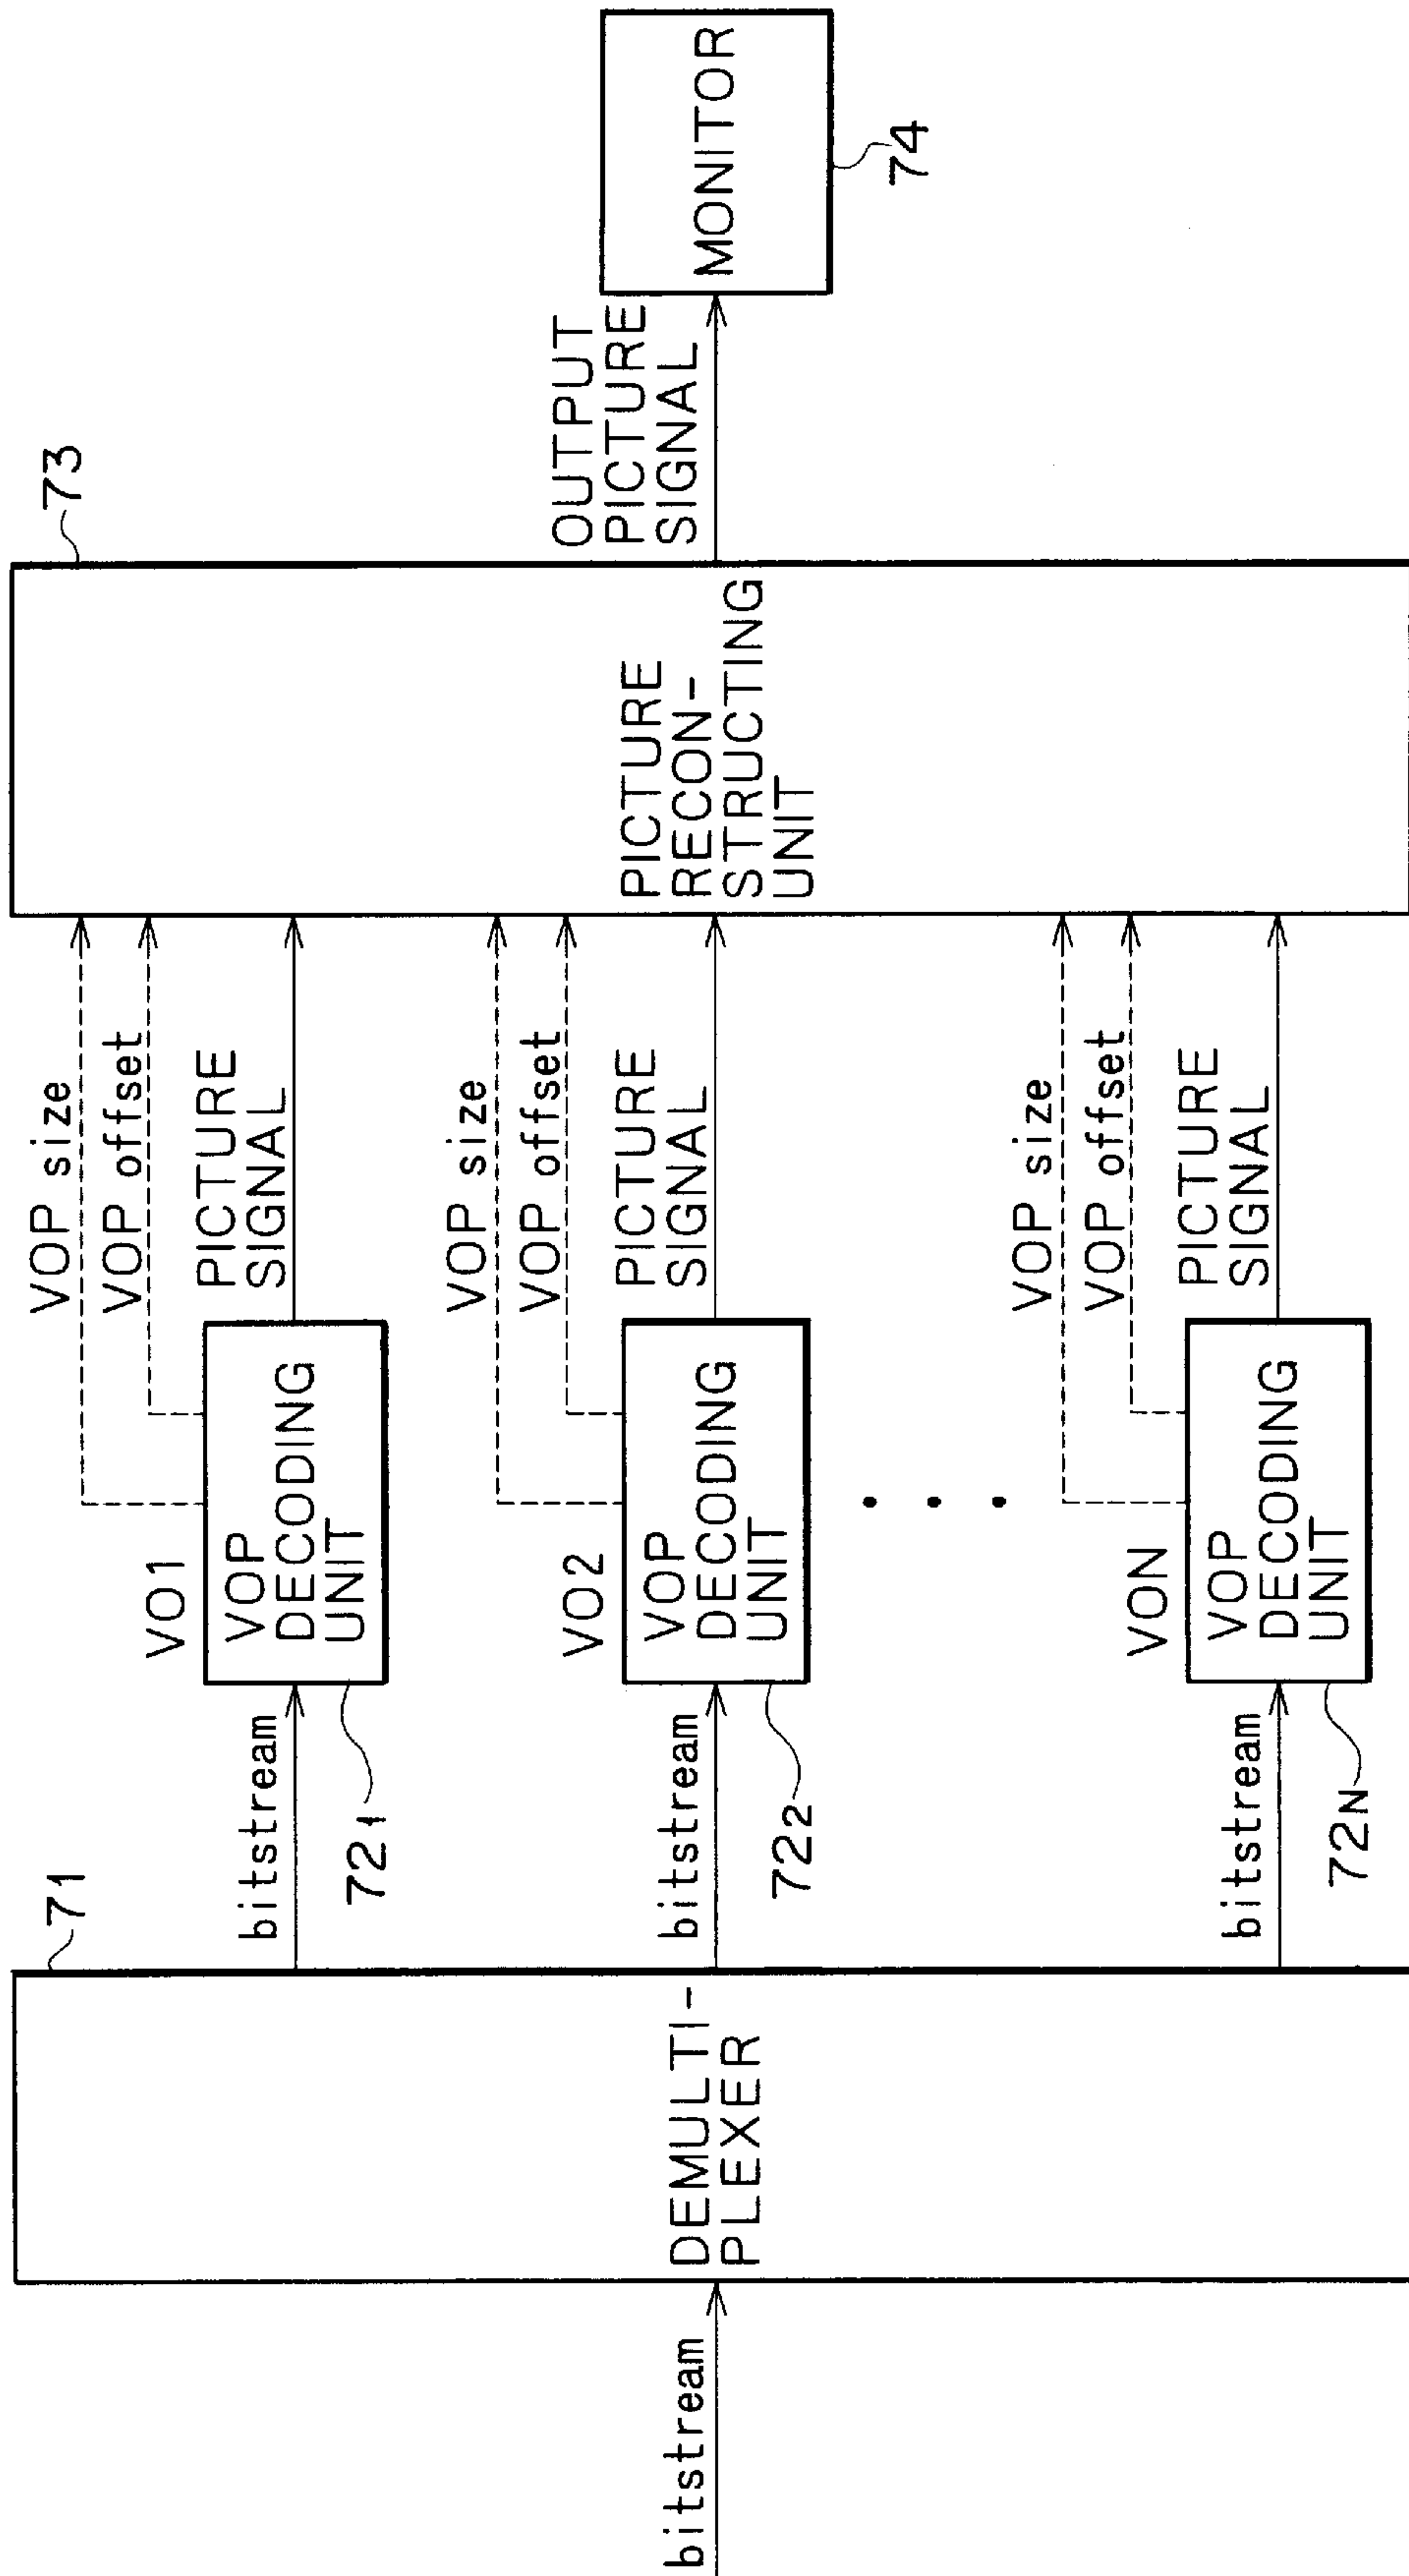 bitstream
71
DEMULTI-
PLEXER
bitstream
72₁
VO1
VOP
DECODING
UNIT
VOP size
VOP offset
PICTURE
SIGNAL
bitstream
72₂
VO2
VOP
DECODING
UNIT
VOP size
VOP offset
PICTURE
SIGNAL
bitstream
72N
VON
VOP
DECODING
UNIT
VOP size
VOP offset
PICTURE
SIGNAL
73
PICTURE
RECON-
STRUCTING
UNIT
OUTPUT
PICTURE
SIGNAL
MONITOR
74